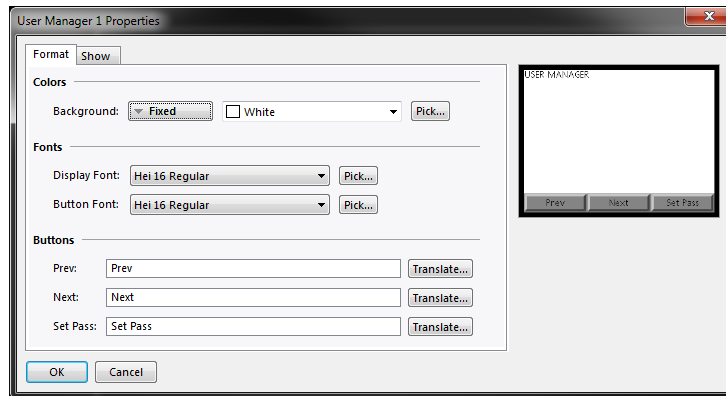 User Manager 1 Properties
Format Show
Colors
Background: Fixed White Pick...
Fonts
Display Font: Hei 16 Regular Pick...
Button Font: Hei 16 Regular Pick...
Buttons
Prev: Prev Translate...
Next: Next Translate...
Set Pass: Set Pass Translate...
OK Cancel
USER MANAGER
Prev Next Set Pass